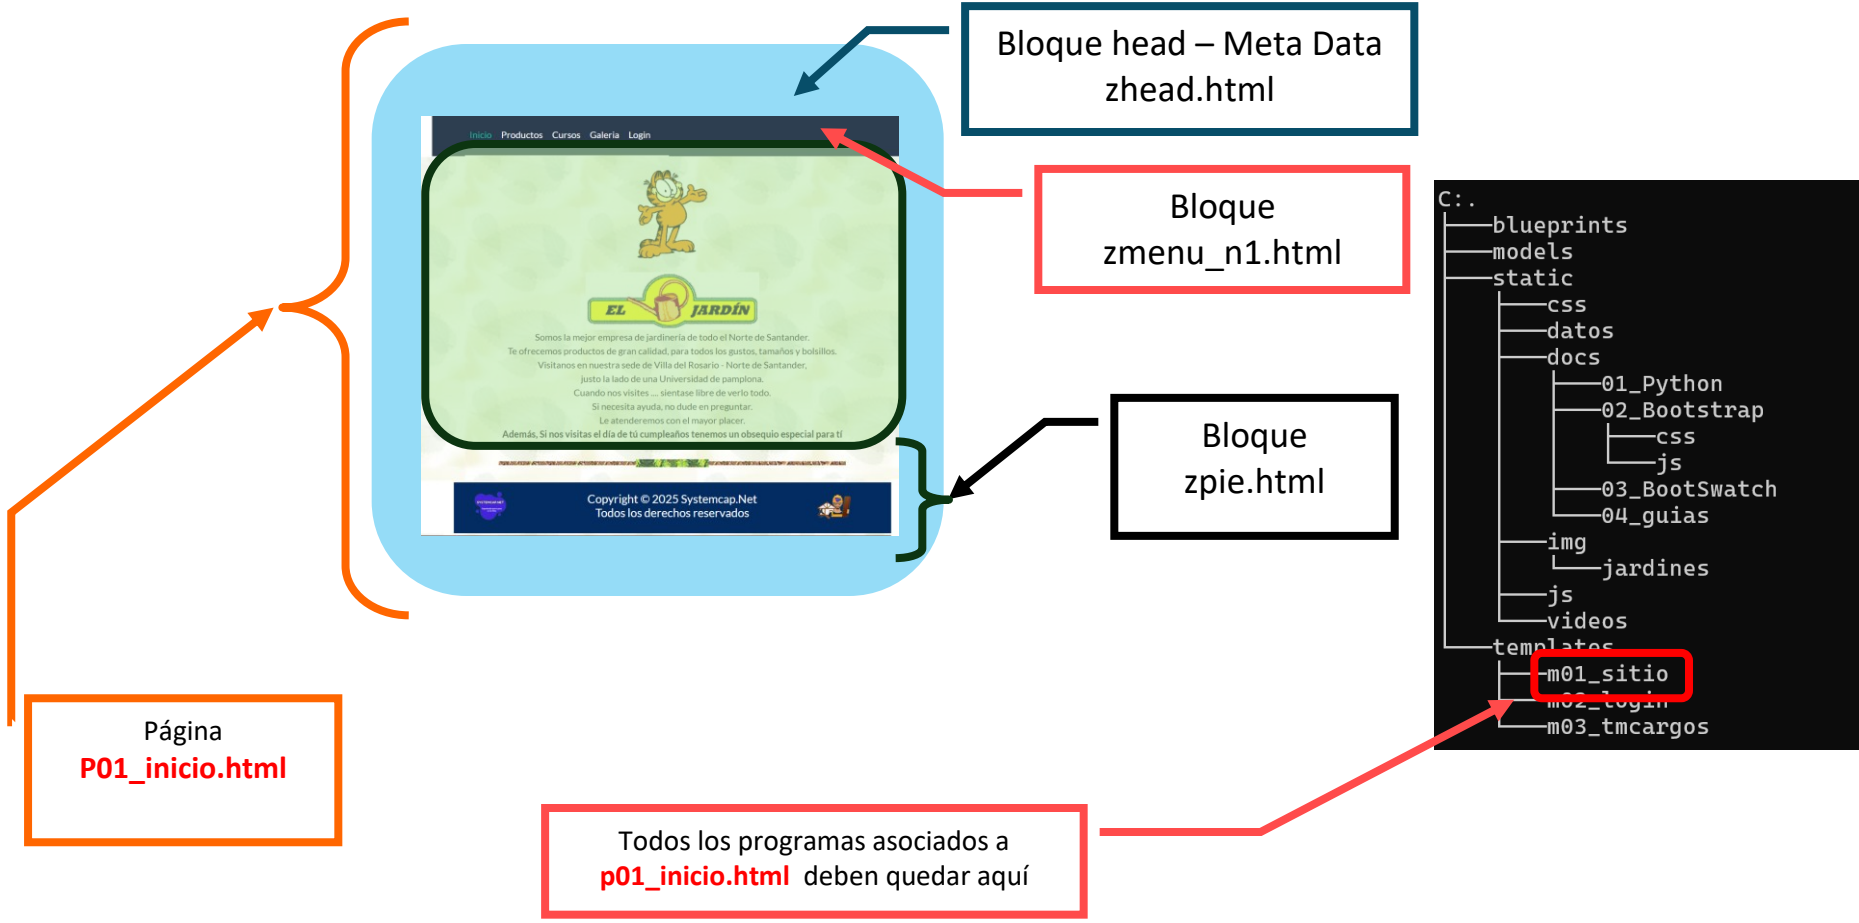 Bloque head – Meta Data
zhead.html
Inicio Productos Cursos Galeria Login
Bloque
zmenu_n1.html
EL JARDÍN
Somos la mejor empresa de jardinería de todo el Norte de Santander.
Te ofrecemos productos de gran calidad, para todos los gustos, tamaños y bolsillos.
Visitanos en nuestra sede de Villa del Rosario - Norte de Santander,
justo la lado de una Universidad de pamplona.
Cuando nos visites .... sientase libre de verlo todo.
Si necesita ayuda, no dude en preguntar.
Le atenderemos con el mayor placer.
Además, Si nos visitas el día de tú cumpleaños tenemos un obsequio especial para tí
Bloque
zpie.html
Copyright © 2025 Systemcap.Net
Todos los derechos reservados
C:.
blueprints
models
static
css
datos
docs
01_Python
02_Bootstrap
css
js
03_BootSwatch
04_guias
img
jardines
js
videos
templates
m01_sitio
m02_login
m03_tmcargos
Página
P01_inicio.html
Todos los programas asociados a
p01_inicio.html deben quedar aquí